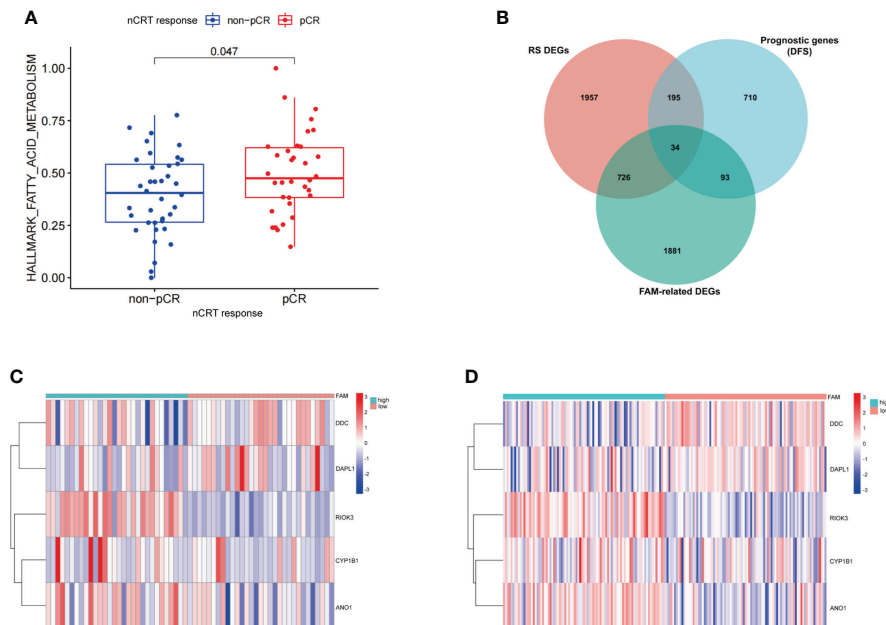 A
nCRT response non-pCR pCR
0.047
HALLMARK_FATTY_ACID_METABOLISM
1.00
0.75
0.50
0.25
0.00
non-pCR pCR
nCRT response
B
RS DEGs
Prognostic genes
(DFS)
1957 195 710
34
726 93
1881
FAM-related DEGs
C
FAM
high
low
3
2
1
0
-1
-2
-3
DDC
DAPL1
RIOK3
CYP1B1
ANO1
D
FAM
hig
low
3
2
1
0
-1
-2
-3
DDC
DAPL1
RIOK3
CYP1B1
ANO1